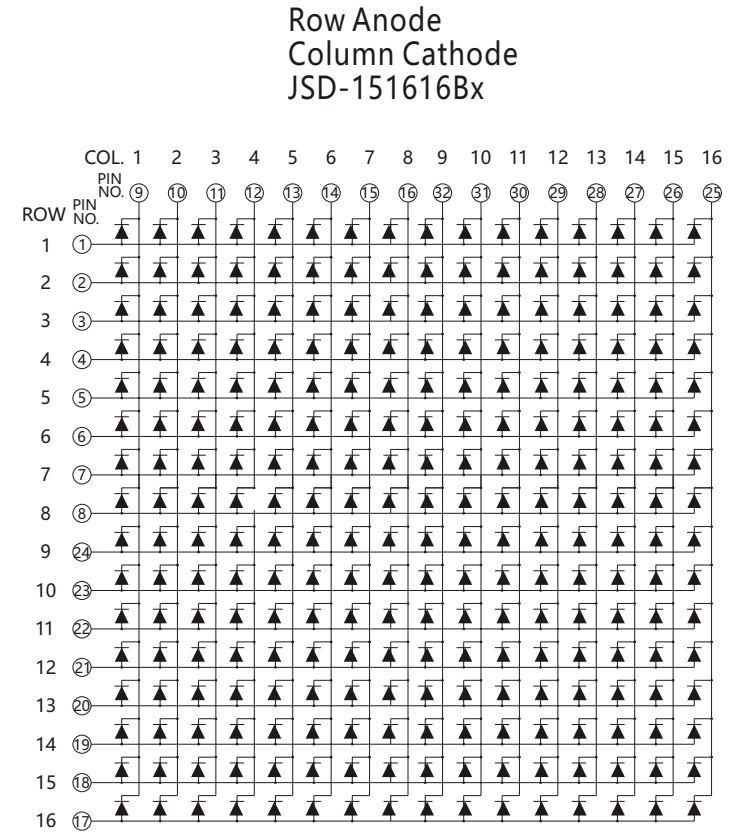 Row Anode
Column Cathode
JSD-151616Bx
COL. 1 2 3 4 5 6 7 8 9 10 11 12 13 14 15 16
PIN
NO. 9 10 11 12 13 14 15 16 32 31 30 29 28 27 26 25
ROW PIN
NO.
1 1
2 2
3 3
4 4
5 5
6 6
7 7
8 8
9 24
10 23
11 22
12 21
13 20
14 19
15 18
16 17